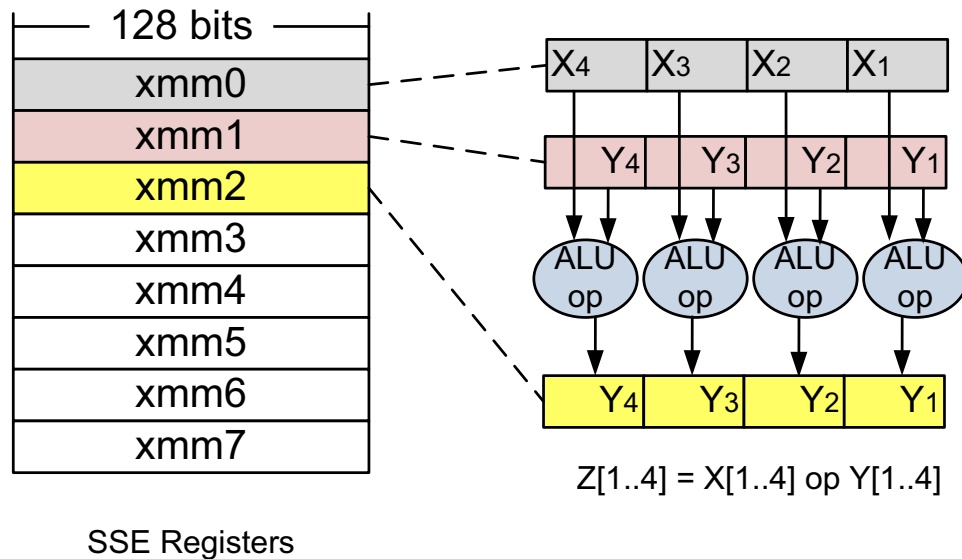 128 bits
xmm0
xmm1
xmm2
xmm3
xmm4
xmm5
xmm6
xmm7
SSE Registers
X4 X3 X2 X1
Y4 Y3 Y2 Y1
ALU op ALU op ALU op ALU op
Y4 Y3 Y2 Y1
Z[1..4] = X[1..4] op Y[1..4]